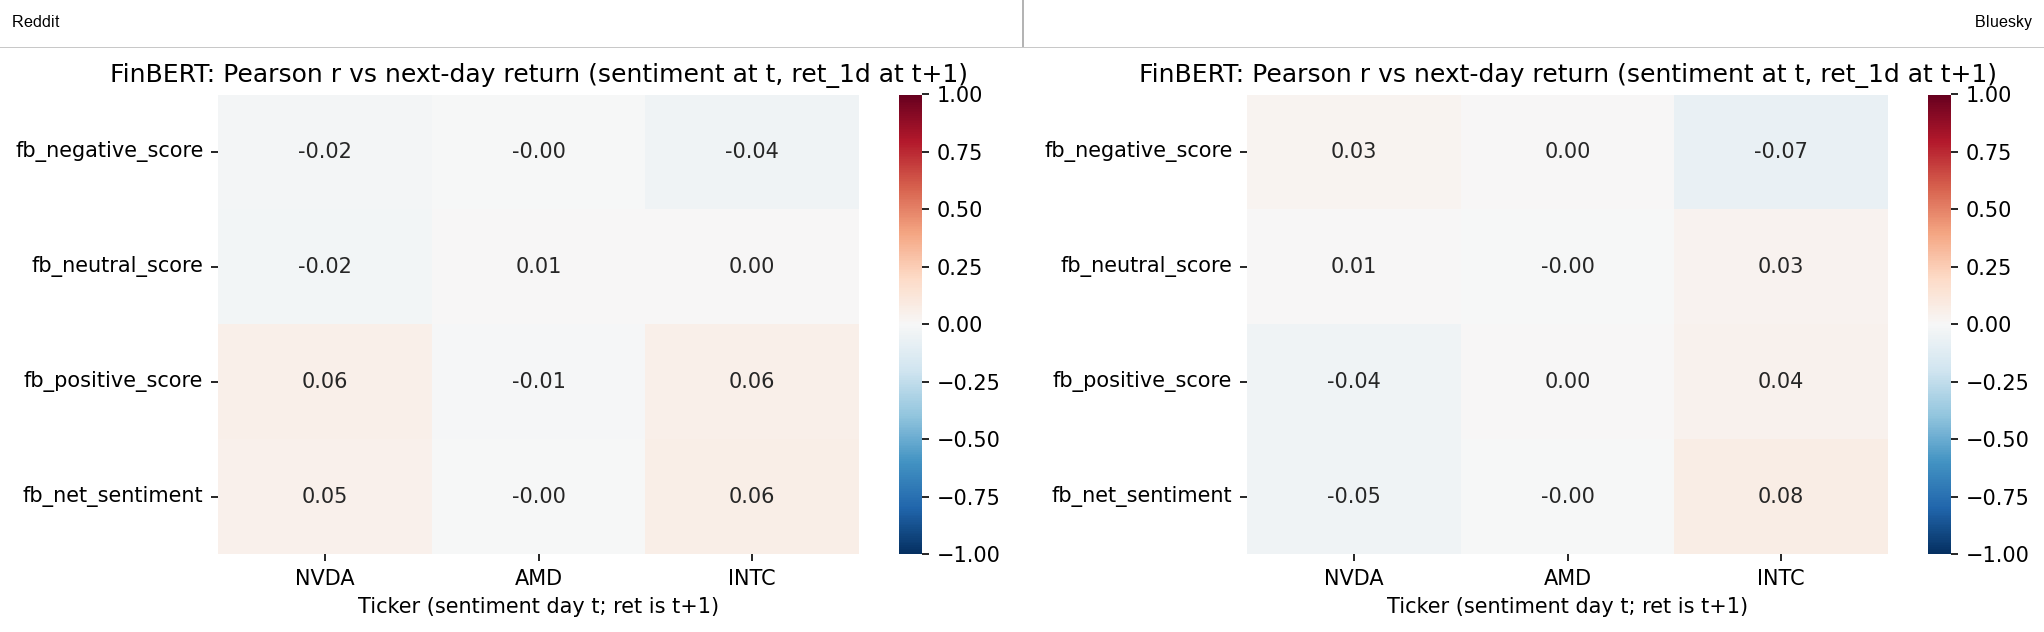 Reddit
Bluesky
FinBERT: Pearson r vs next-day return (sentiment at t, ret_1d at t+1)
fb_negative_score
-0.02
-0.00
-0.04
fb_neutral_score
-0.02
0.01
0.00
fb_positive_score
0.06
-0.01
0.06
fb_net_sentiment
0.05
-0.00
0.06
NVDA
AMD
INTC
Ticker (sentiment day t; ret is t+1)
1.00
0.75
0.50
0.25
0.00
−0.25
−0.50
−0.75
−1.00
FinBERT: Pearson r vs next-day return (sentiment at t, ret_1d at t+1)
fb_negative_score
0.03
0.00
-0.07
fb_neutral_score
0.01
-0.00
0.03
fb_positive_score
-0.04
0.00
0.04
fb_net_sentiment
-0.05
-0.00
0.08
NVDA
AMD
INTC
Ticker (sentiment day t; ret is t+1)
1.00
0.75
0.50
0.25
0.00
−0.25
−0.50
−0.75
−1.00